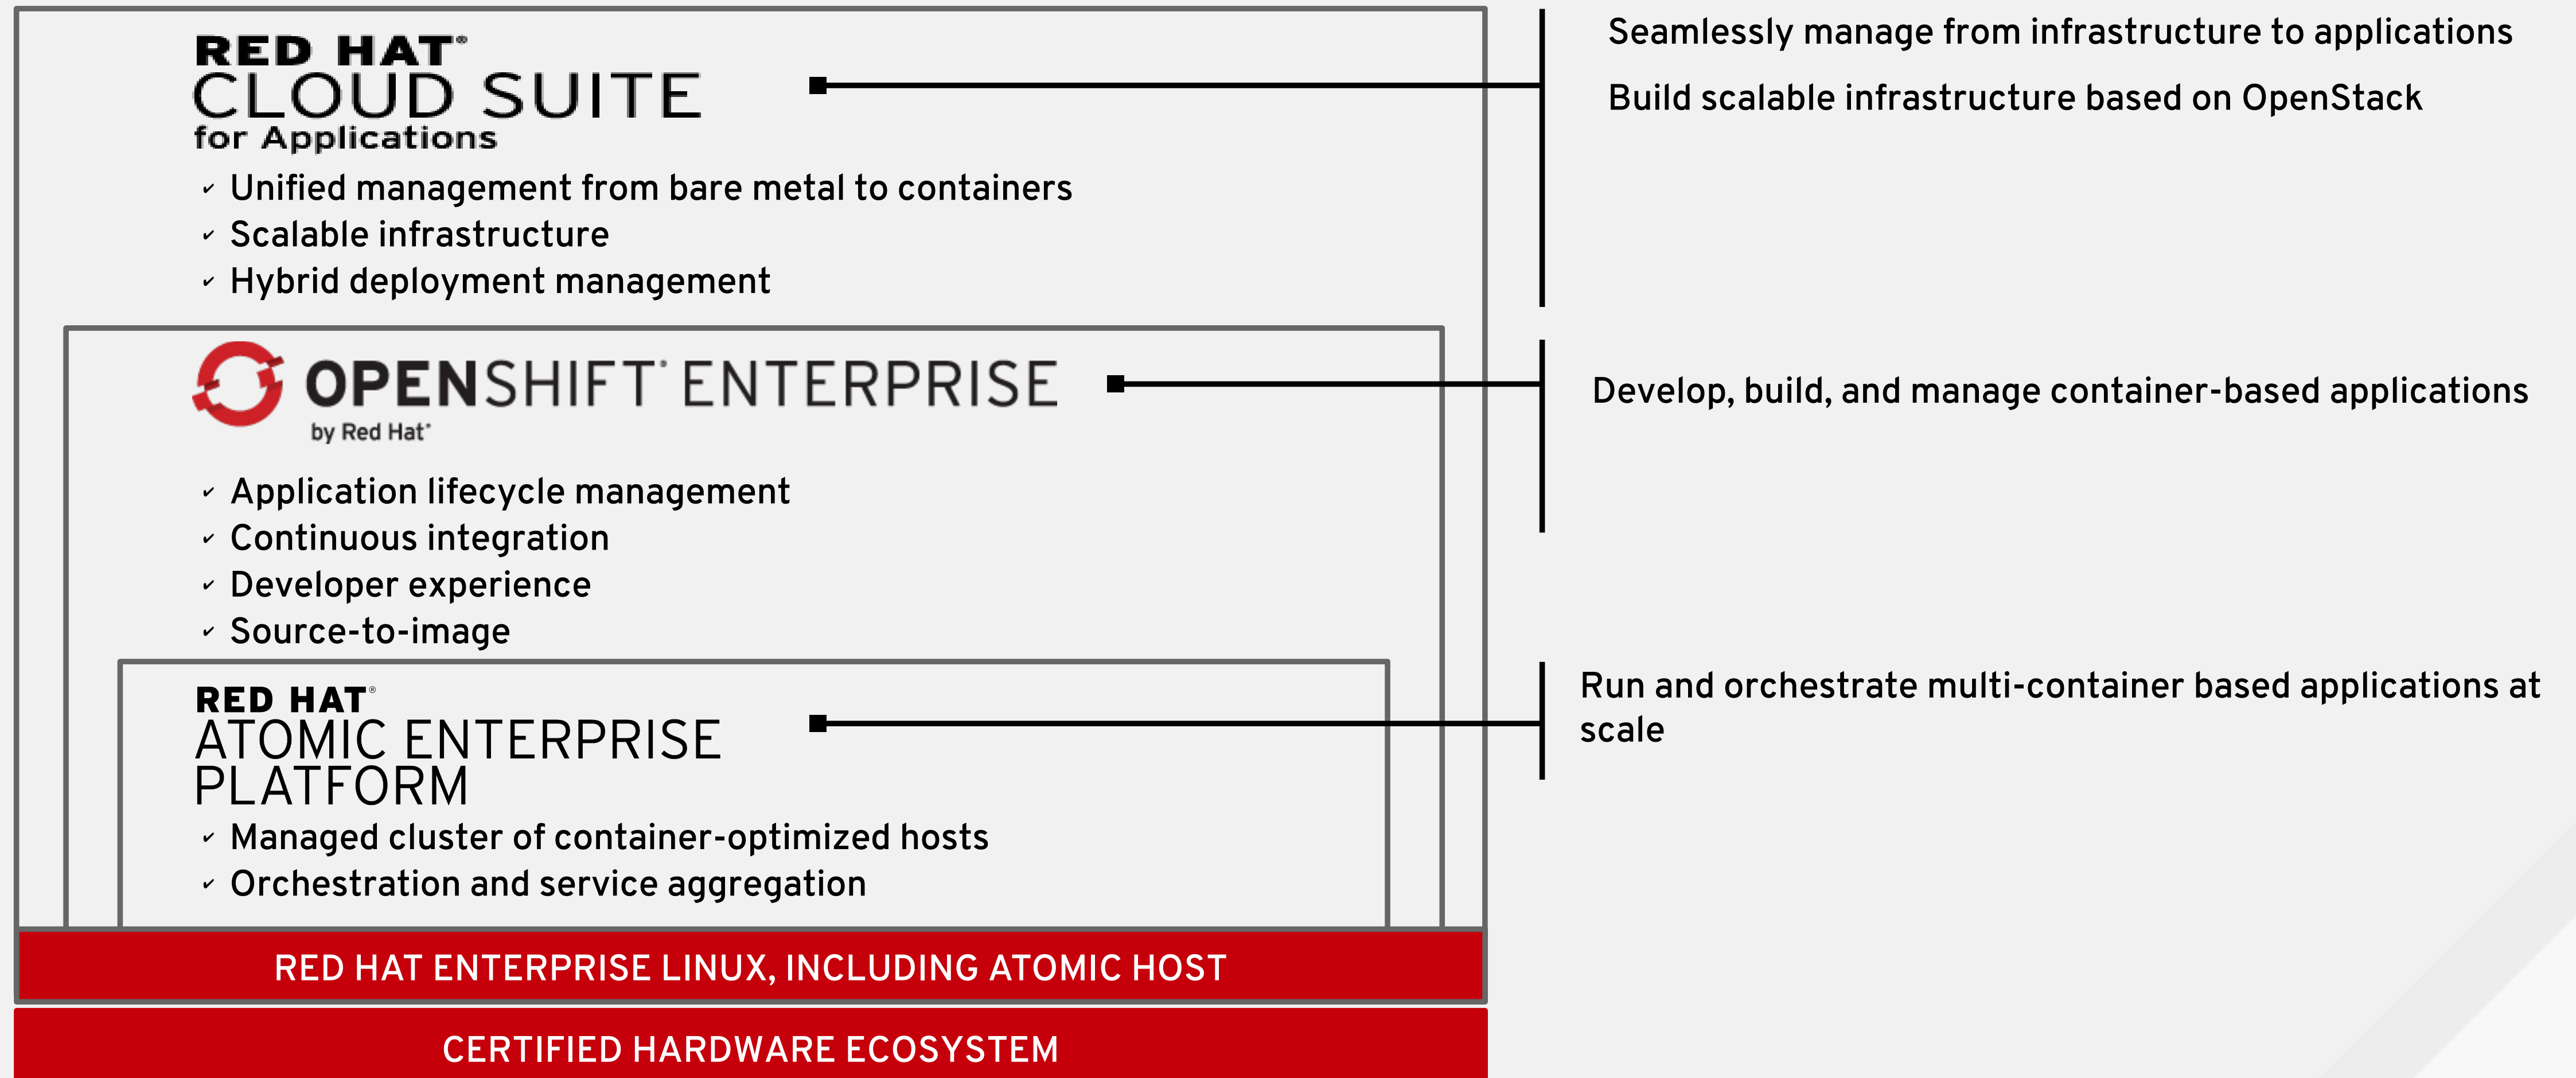 RED HAT®
CLOUD SUITE
for Applications
✓ Unified management from bare metal to containers
✓ Scalable infrastructure
✓ Hybrid deployment management
Seamlessly manage from infrastructure to applications
Build scalable infrastructure based on OpenStack
OPENSHIFT® ENTERPRISE
by Red Hat®
✓ Application lifecycle management
✓ Continuous integration
✓ Developer experience
✓ Source-to-image
Develop, build, and manage container-based applications
RED HAT®
ATOMIC ENTERPRISE
PLATFORM
✓ Managed cluster of container-optimized hosts
✓ Orchestration and service aggregation
Run and orchestrate multi-container based applications at
scale
RED HAT ENTERPRISE LINUX, INCLUDING ATOMIC HOST
CERTIFIED HARDWARE ECOSYSTEM